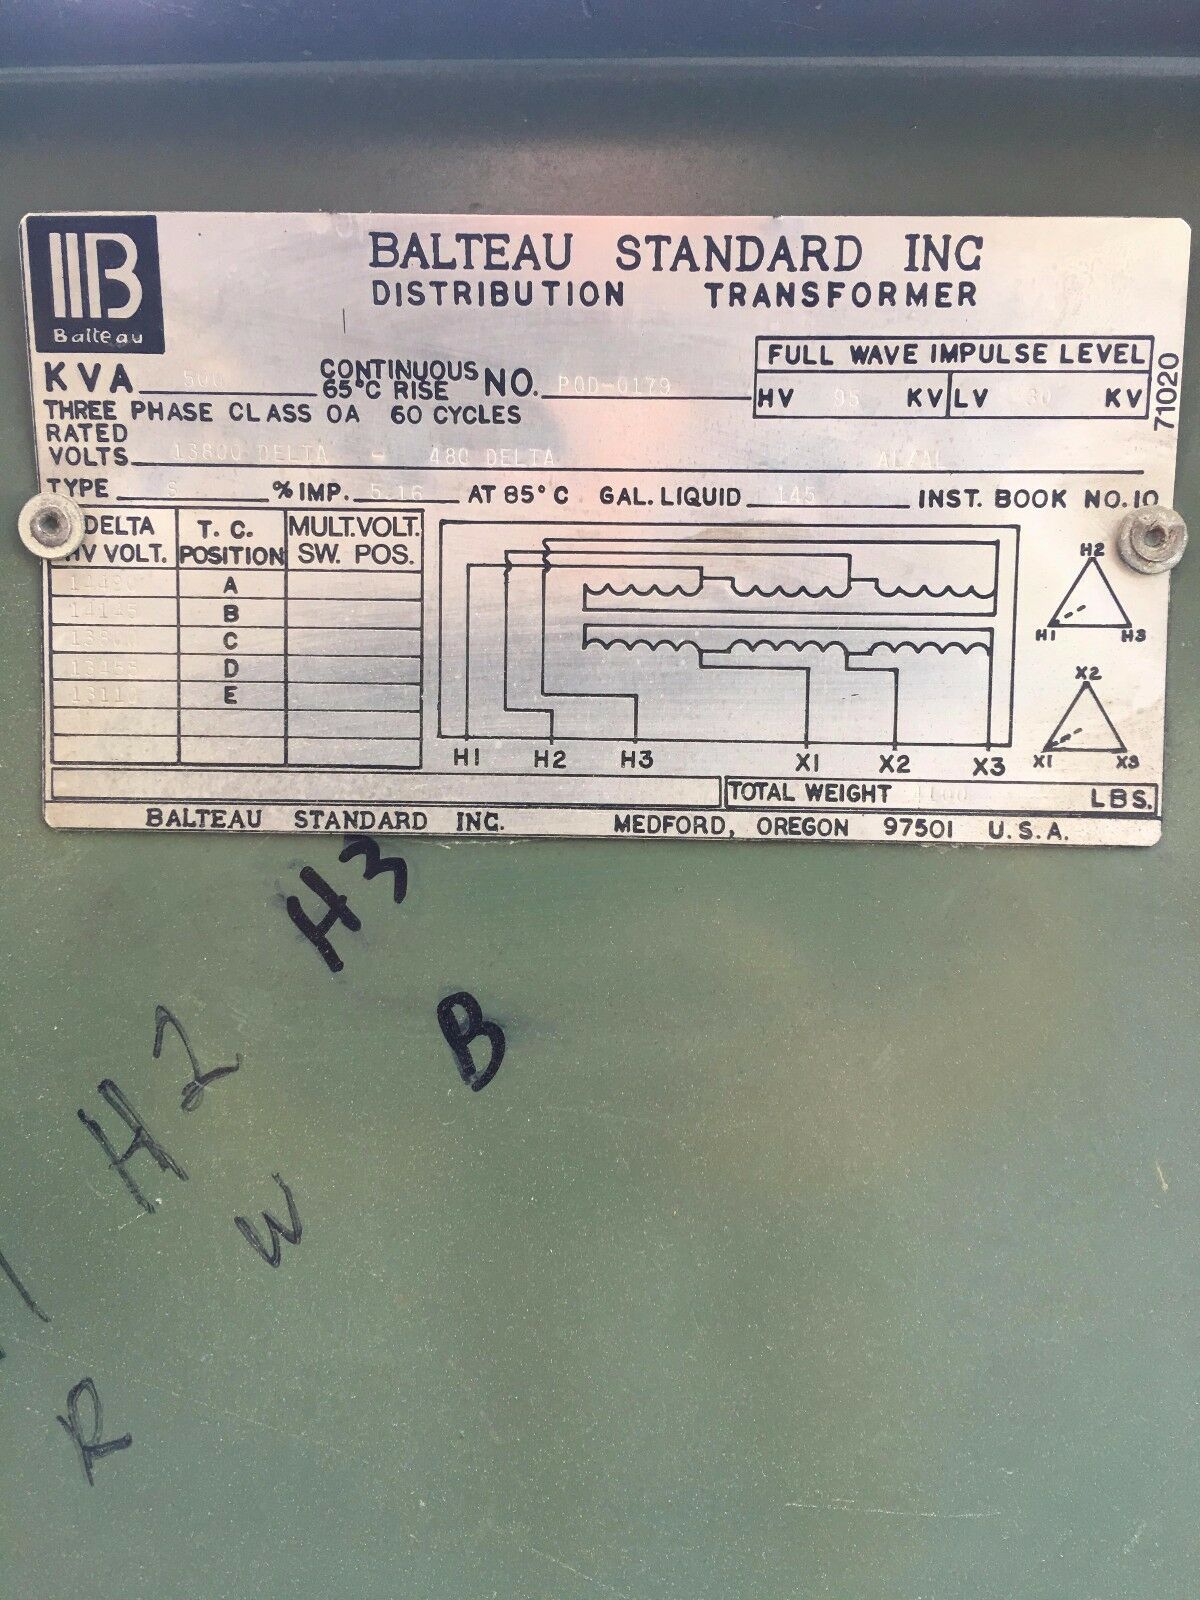 BALTEAU STANDARD INC
DISTRIBUTION TRANSFORMER
Balteau
KVA 500 CONTINUOUS 65°C RISE NO. PQD-0179
FULL WAVE IMPULSE LEVEL
HV 95 KV LV 30 KV
71020
THREE PHASE CLASS OA 60 CYCLES
RATED
VOLTS 13800 DELTA - 480 DELTA AL/AL
TYPE S % IMP. 5.16 AT 85°C GAL. LIQUID 145 INST. BOOK NO. 10
DELTA HV VOLT. T. C. POSITION MULT. VOLT. SW. POS.
A
14145 B
13800 C
13455 D
13110 E
H1 H2 H3 X1 X2 X3
H2
H1 H3
X2
X1 X3
TOTAL WEIGHT LBS.
BALTEAU STANDARD INC. MEDFORD, OREGON 97501 U.S.A.
H3
B
H2
W
R